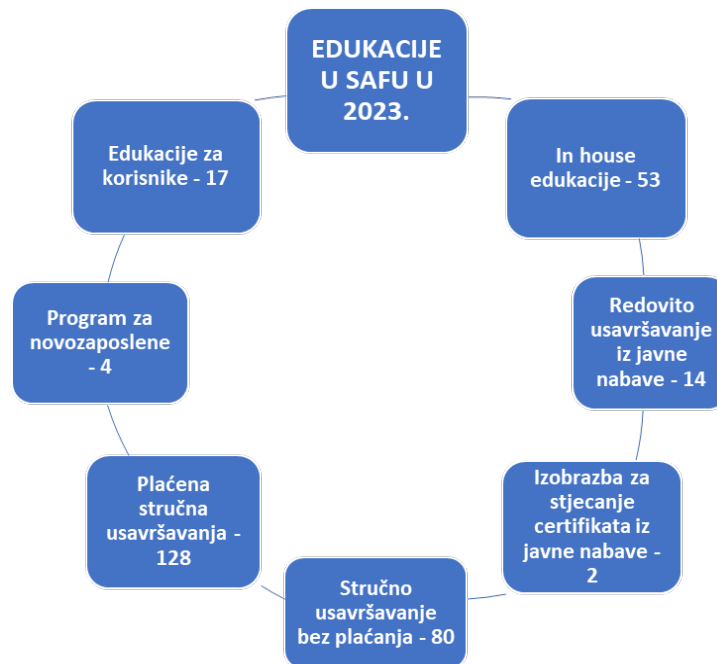 EDUKACIJE
U SAFU U
2023.
In house
edukacije - 53
Redovito
usavršavanje
iz javne
nabave - 14
Izobrazba za
stjecanje
certifikata iz
javne nabave -
2
Stručno
usavršavanje
bez plaćanja - 80
Plaćena
stručna
usavršavanja -
128
Program za
novozaposlene
- 4
Edukacije za
korisnike - 17